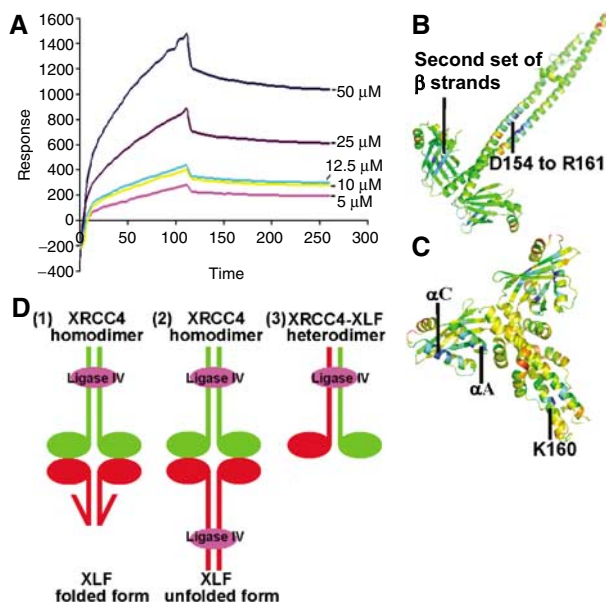 A
1600
1400
1200
1000
800
600
400
200
0
−200
−400
Response
50
100
150
200
250
300
Time
50 μM
25 μM
12.5 μM
10 μM
5 μM
B
Second set of
β strands
D154 to R161
C
αC
αA
K160
D
(1) XRCC4
homodimer
Ligase IV
XLF
folded form
(2) XRCC4
homodimer
Ligase IV
Ligase IV
XLF
unfolded form
(3) XRCC4-XLF
heterodimer
Ligase IV